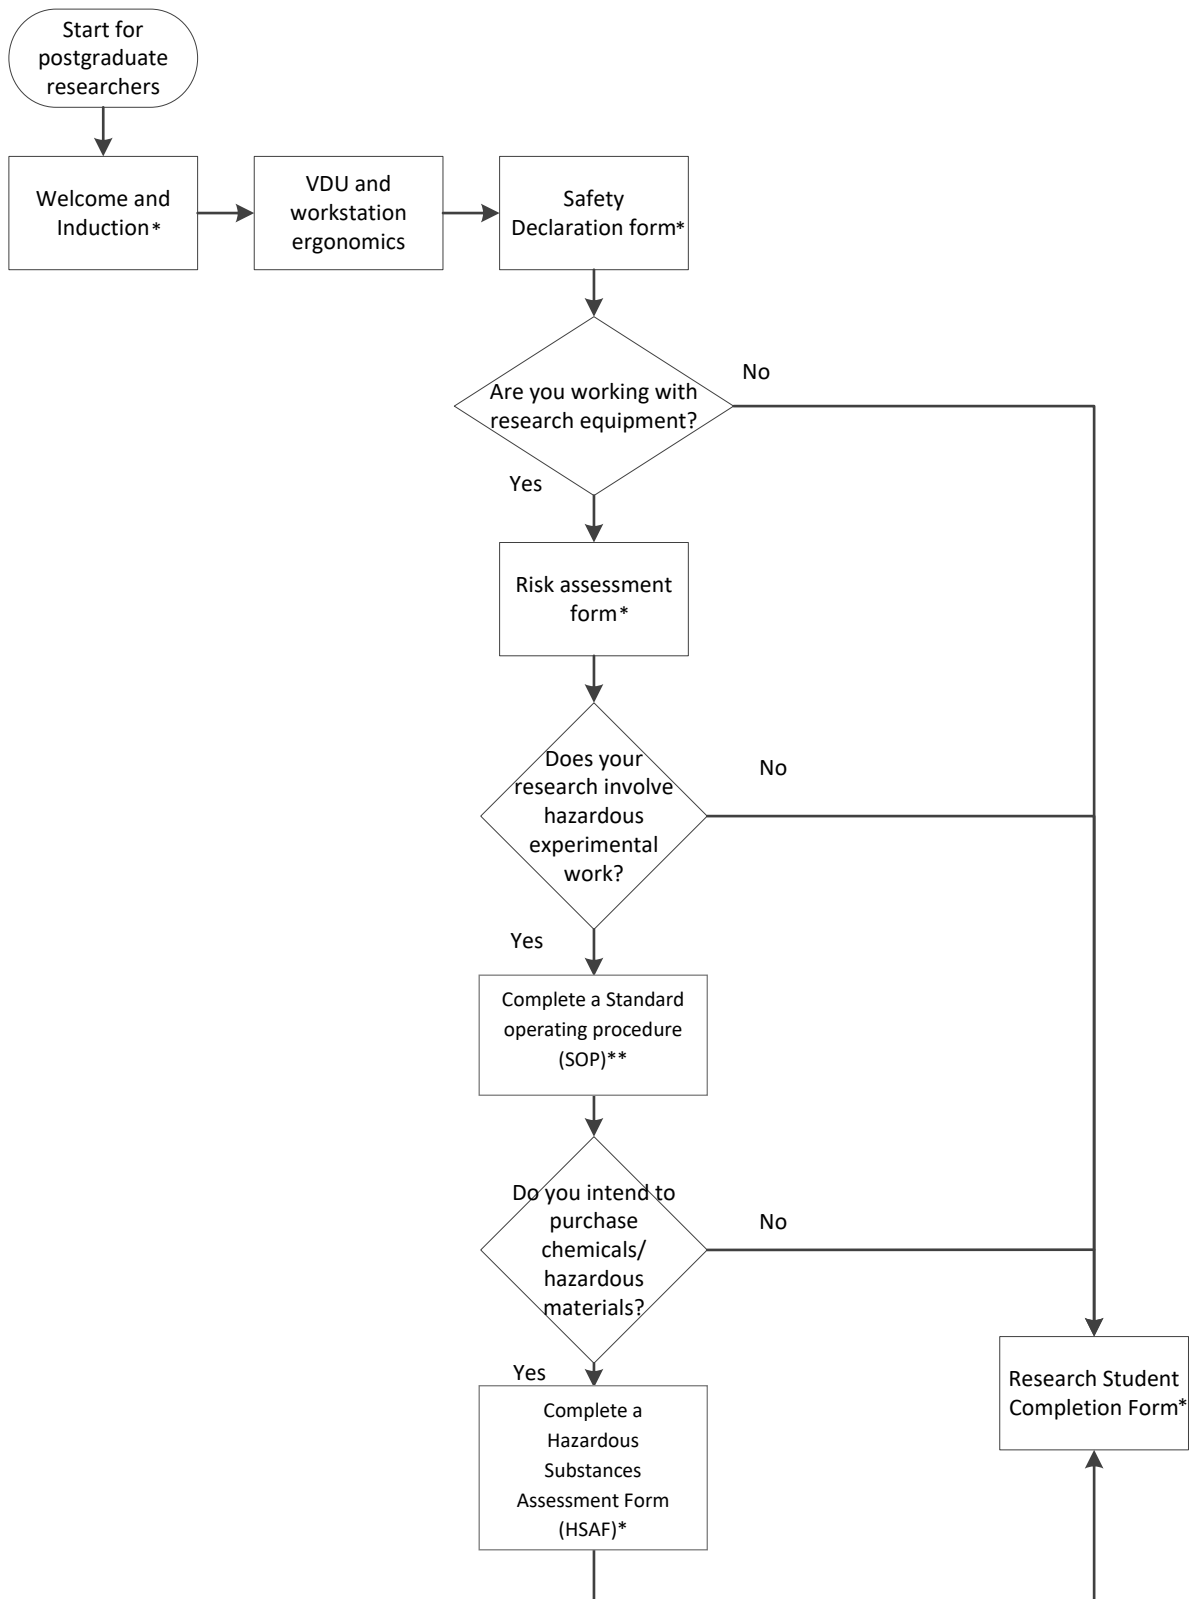 Start for
postgraduate
researchers
Welcome and
Induction*
VDU and
workstation
ergonomics
Safety
Declaration form*
Are you working with
research equipment?
No
Yes
Risk assessment
form*
Does your
research involve
hazardous
experimental
work?
No
Yes
Complete a Standard
operating procedure
(SOP)**
Do you intend to
purchase
chemicals/
hazardous
materials?
No
Yes
Complete a
Hazardous
Substances
Assessment Form
(HSAF)*
Research Student
Completion Form*